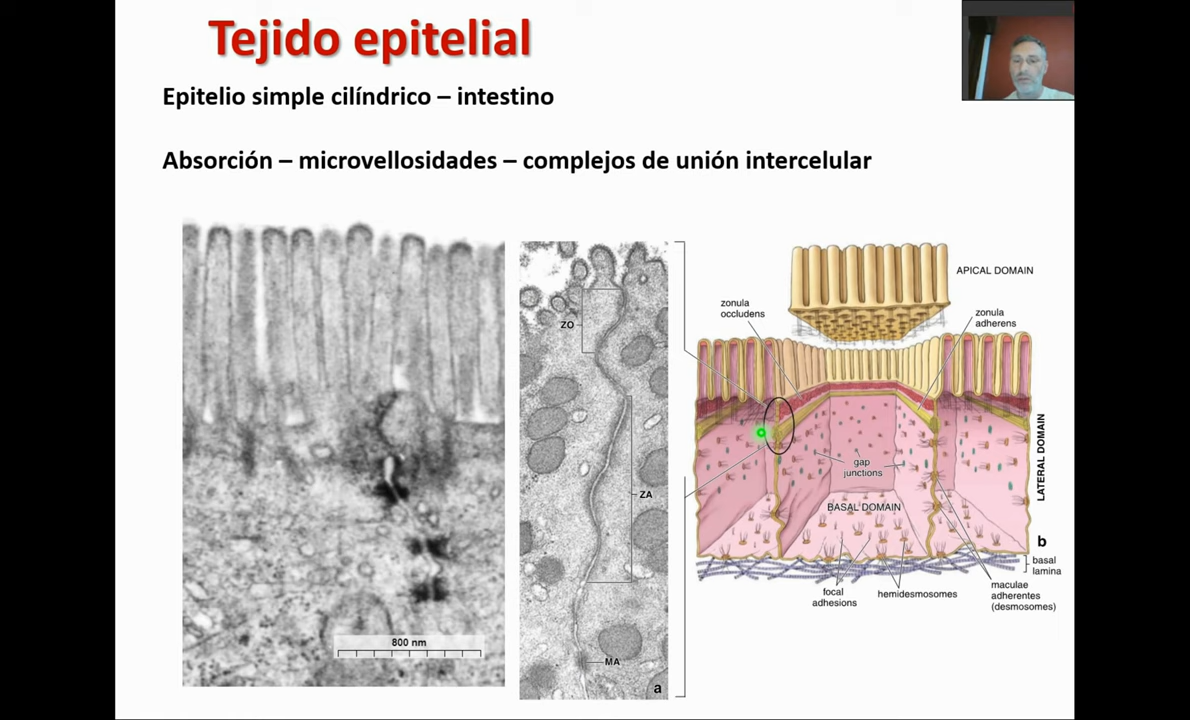 Tejido epitelial
Epitelio simple cilíndrico – intestino
Absorción – microvellosidades – complejos de unión intercelular
800 nm
ZO
ZA
MA
a
APICAL DOMAIN
zonula
occludens
zonula
adherens
gap
junctions
BASAL DOMAIN
LATERAL DOMAIN
b
basal
lamina
focal
adhesions
hemidesmosomes
maculae
adherentes
(desmosomes)